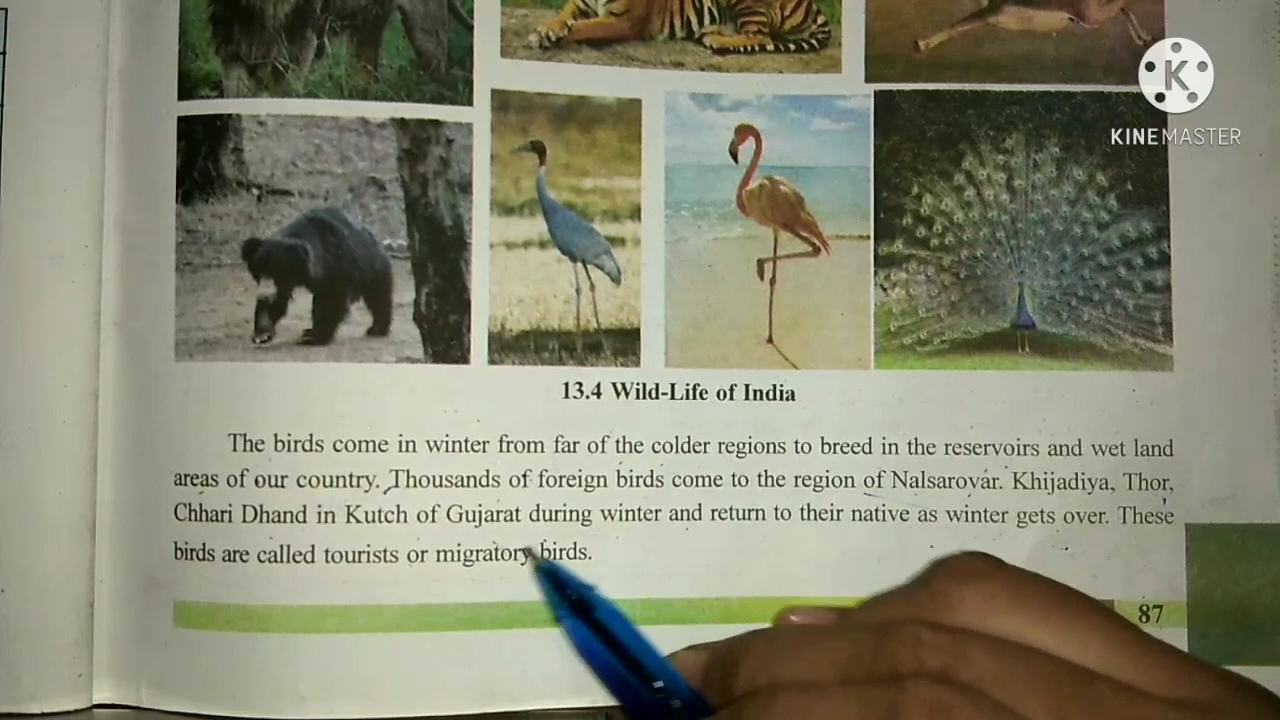 K
KINEMASTER
13.4 Wild-Life of India
The birds come in winter from far of the colder regions to breed in the reservoirs and wet land
areas of our country. Thousands of foreign birds come to the region of Nalsarovar. Khijadiya, Thor,
Chhari Dhand in Kutch of Gujarat during winter and return to their native as winter gets over. These
birds are called tourists or migratory birds.
87